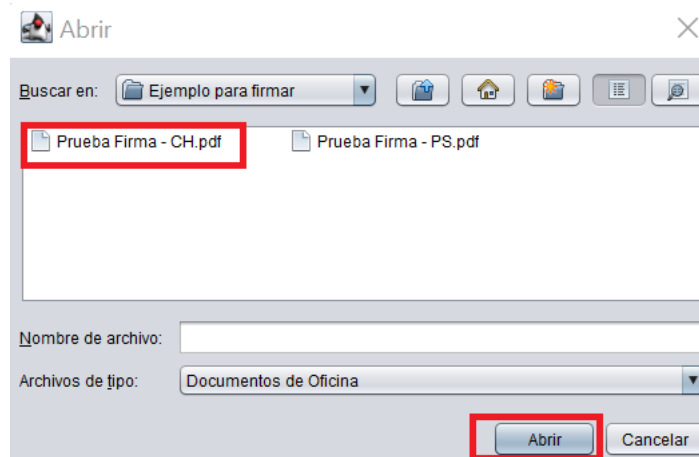 Abrir
Buscar en: Ejemplo para firmar
Prueba Firma - CH.pdf Prueba Firma - PS.pdf
Nombre de archivo:
Archivos de tipo: Documentos de Oficina
Abrir Cancelar